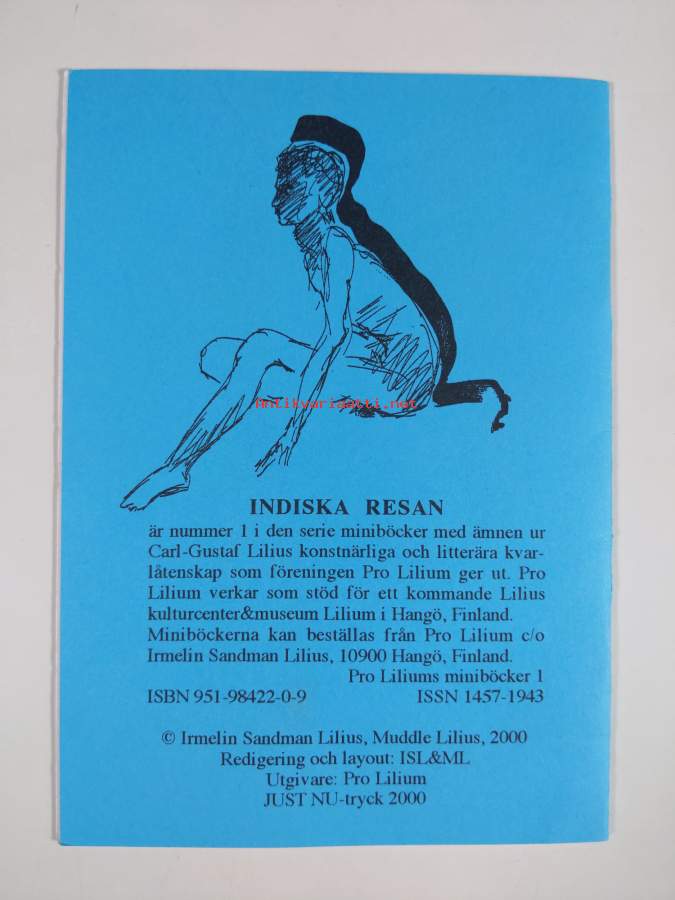 Antikvariaatti.net
INDISKA RESAN
är nummer 1 i den serie miniböcker med ämnen ur
Carl-Gustaf Lilius konstnärliga och litterära kvar-
låtenskap som föreningen Pro Lilium ger ut. Pro
Lilium verkar som stöd för ett kommande Lilius
kulturcenter&museum Lilium i Hangö, Finland.
Miniböckerna kan beställas från Pro Lilium c/o
Irmelin Sandman Lilius, 10900 Hangö, Finland.
Pro Liliums miniböcker 1
ISBN 951-98422-0-9 ISSN 1457-1943
© Irmelin Sandman Lilius, Muddle Lilius, 2000
Redigering och layout: ISL&ML
Utgivare: Pro Lilium
JUST NU-tryck 2000